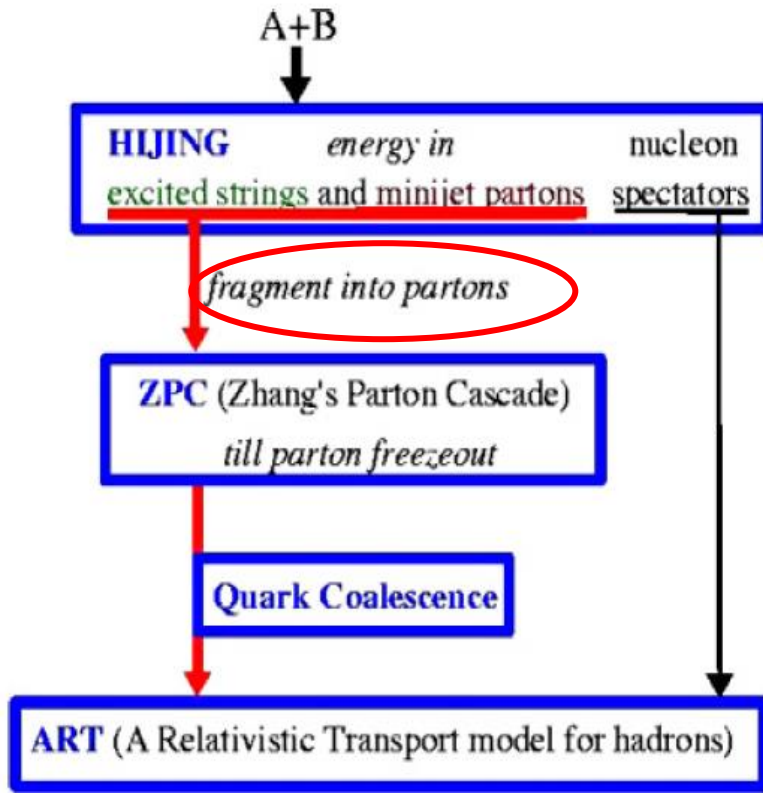 A+B
HIJING energy in nucleon
excited strings and minijet partons spectators
fragment into partons
ZPC (Zhang's Parton Cascade)
till parton freezeout
Quark Coalescence
ART (A Relativistic Transport model for hadrons)